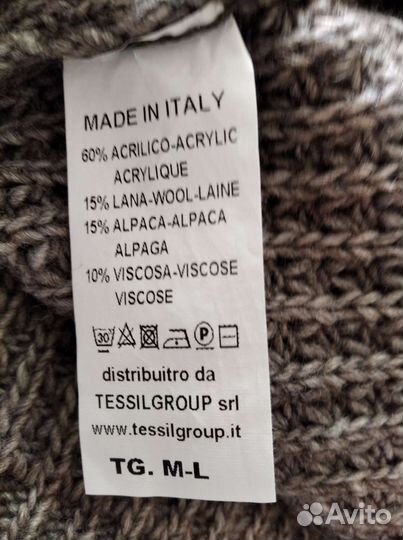 MADE IN ITALY
60% ACRILICO-ACRYLIC
ACRYLIQUE
15% LANA-WOOL-LAINE
15% ALPACA-ALPACA
ALPAGA
10% VISCOSA-VISCOSE
VISCOSE
30 P
distribuitro da
TESSILGROUP srl
www.tessilgroup.it
TG. M-L
Avito